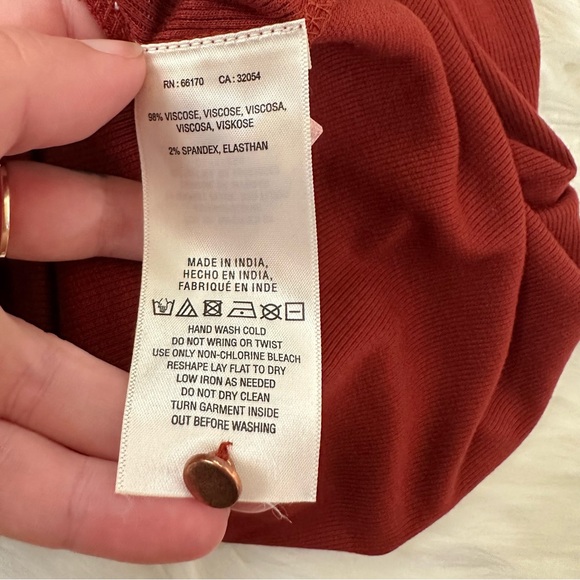 RN : 66170 CA : 32054
98% VISCOSE, VISCOSE, VISCOSA,
VISCOSA, VISKOSE
2% SPANDEX, ELASTHAN
MADE IN INDIA,
HECHO EN INDIA,
FABRIQUÉ EN INDE
HAND WASH COLD
DO NOT WRING OR TWIST
USE ONLY NON-CHLORINE BLEACH
RESHAPE LAY FLAT TO DRY
LOW IRON AS NEEDED
DO NOT DRY CLEAN
TURN GARMENT INSIDE
OUT BEFORE WASHING